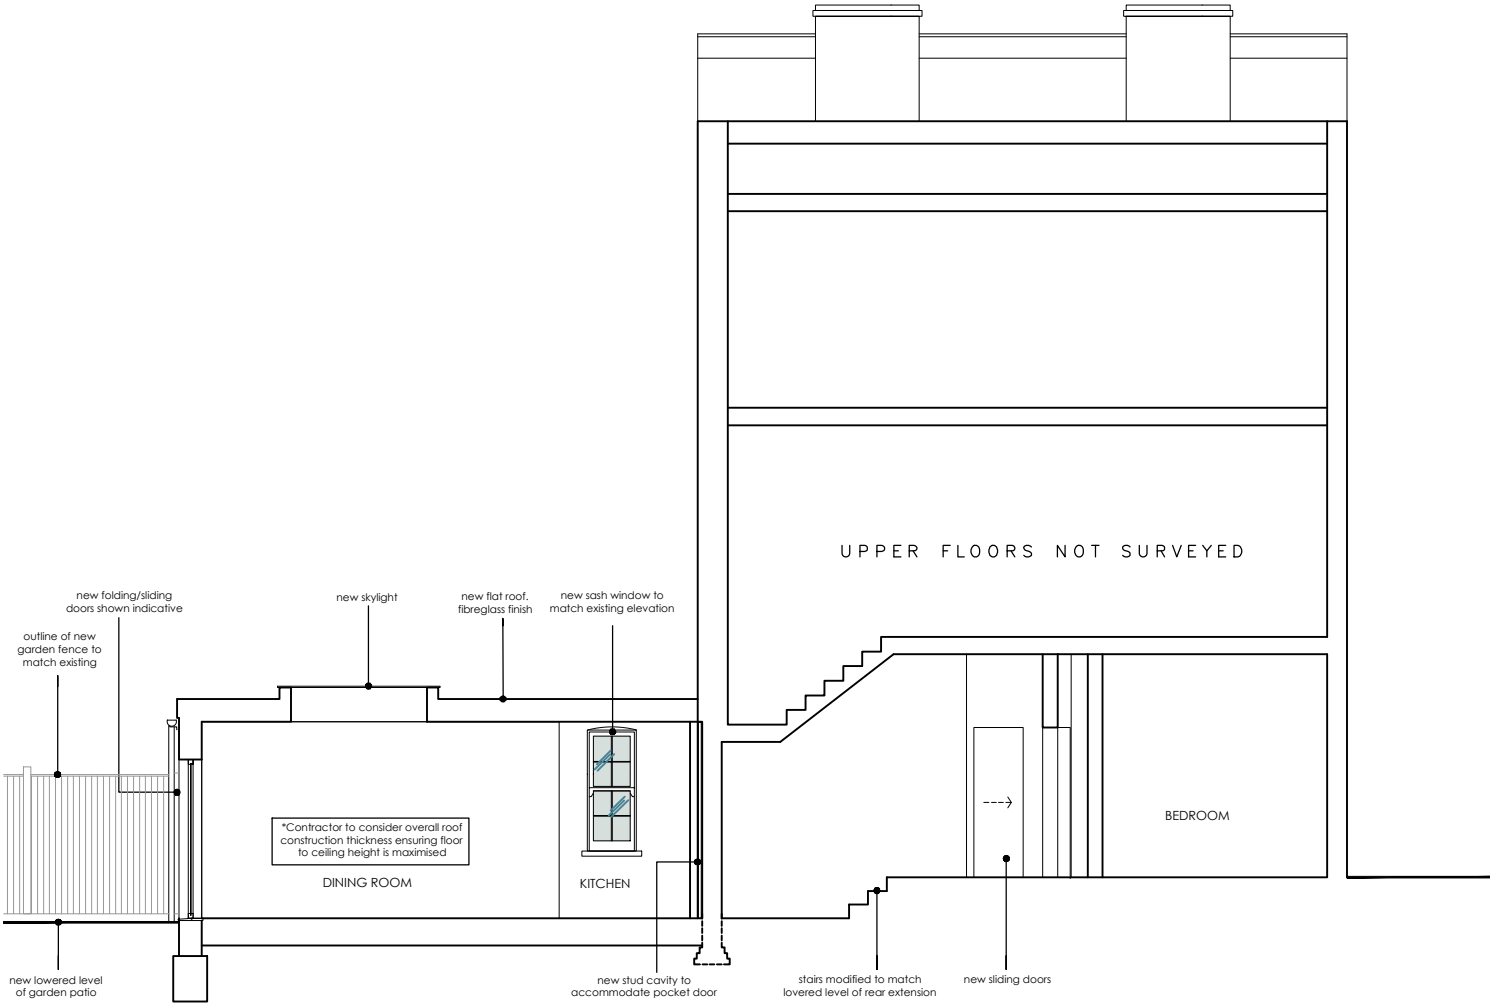 UPPER FLOORS NOT SURVEYED
new folding/sliding
doors shown indicative
new skylight
new flat roof.
fibreglass finish
new sash window to
match existing elevation
outline of new
garden fence to
match existing
*Contractor to consider overall roof
construction thickness ensuring floor
to ceiling height is maximised
DINING ROOM
KITCHEN
BEDROOM
new lowered level
of garden patio
new stud cavity to
accommodate pocket door
stairs modified to match
lovered level of rear extension
new sliding doors